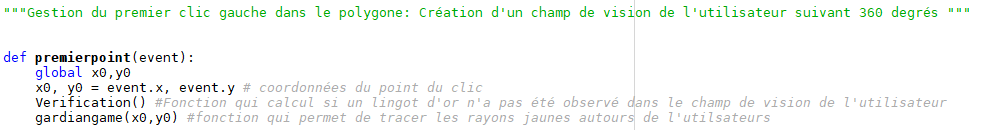 """Gestion du premier clic gauche dans le polygone: Création d'un champ de vision de l'utilisateur suivant 360 degrés """
def premierpoint(event):
global x0,y0
x0, y0 = event.x, event.y # coordonnées du point du clic
Verification() #Fonction qui calcul si un lingot d'or n'a pas été observé dans le champ de vision de l'utilisateur
gardiangame(x0,y0) #fonction qui permet de tracer les rayons jaunes autours de l'utilsateurs